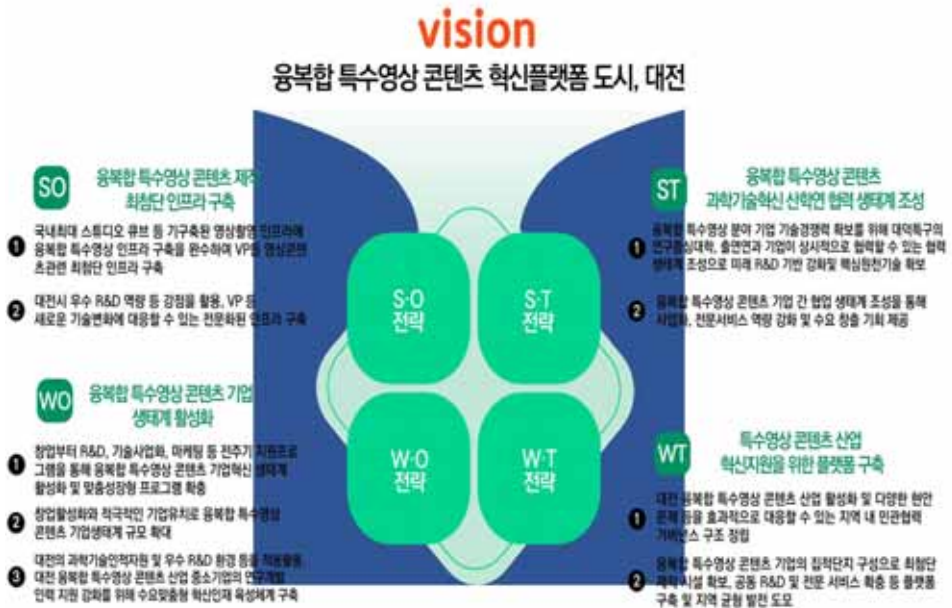 vision
융복합 특수영상 콘텐츠 혁신플랫폼 도시, 대전
SO
융복합 특수영상 콘텐츠 제작
최첨단 인프라 구축
1
국내최대 스튜디오 큐브 등 기구축된 영상촬영 인프라에
융복합 특수영상 인프라 구축을 완수하여 VP등 영상콘텐
츠관련 최첨단 인프라 구축
2
대전시 우수 R&D 역량 등 강점을 활용, VP 등
새로운 기술변화에 대응할 수 있는 전문화된 인프라 구축
WO
융복합 특수영상 콘텐츠 기업
생태계 활성화
1
창업부터 R&D, 기술사업화, 마케팅 등 전주기 지원프로
그램을 통해 융복합 특수영상 콘텐츠 기업혁신 생태계
활성화 및 맞춤성장형 프로그램 확충
2
창업활성화와 적극적인 기업유치로 융복합 특수영상
콘텐츠 기업생태계 규모 확대
3
대전의 과학기술인적자원 및 우수 R&D 환경 등을
대전 융복합 특수영상 콘텐츠 산업 중소기업의 연구개발
인력 지원 강화를 위해 수요맞춤형 혁신인재 육성체계 구축
S·O
전략
S·T
전략
W·O
전략
W·T
전략
ST
융복합 특수영상 콘텐츠
과학기술혁신 산학연 협력 생태계 조성
1
융복합 특수영상 분야 기업 기술경쟁력 확보를 위해 대덕특구의
연구중심대학, 출연연과 기업이 상시적으로 협력할 수 있는 협력
생태계 조성으로 미래 R&D 기반 강화및 핵심원천기술 확보
2
융복합 특수영상 콘텐츠 기업 간 협업 생태계 조성을 통해
사업화, 전문서비스 역량 강화 및 수요 창출 기회 제공
WT
특수영상 콘텐츠 산업
혁신지원을 위한 플랫폼 구축
1
대전 융복합 특수영상 콘텐츠 산업 활성화 및 다양한 현안
문제 등을 효과적으로 대응할 수 있는 지역 내 민관협력
거버넌스 구조 정립
2
융복합 특수영상 콘텐츠 기업의 집적단지 구성으로 최첨단
제작 시설 확보, 공동 R&D 및 전문 서비스 확충 등 플랫폼
구축 및 지역 균형 발전 도모